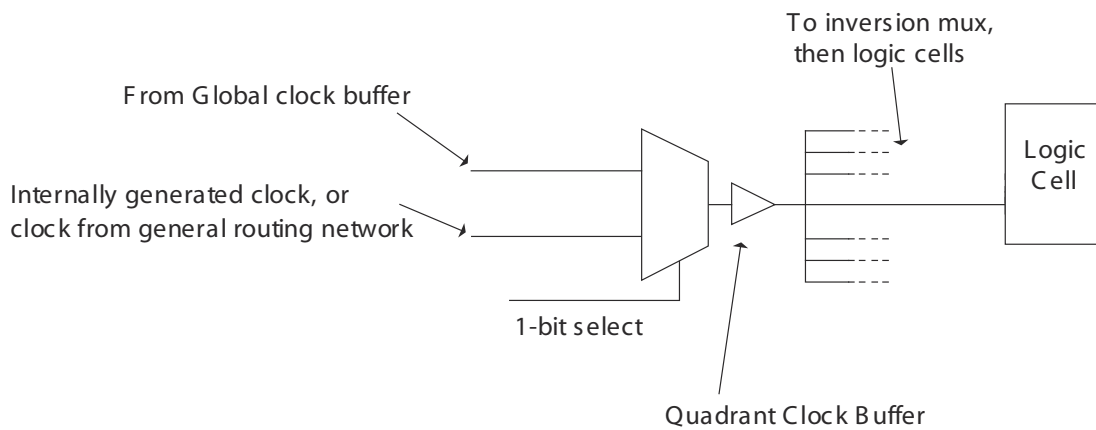 To inversion mux,
then logic cells
From Global clock buffer
Logic
Cell
Internally generated clock, or
clock from general routing network
1-bit select
Quadrant Clock Buffer